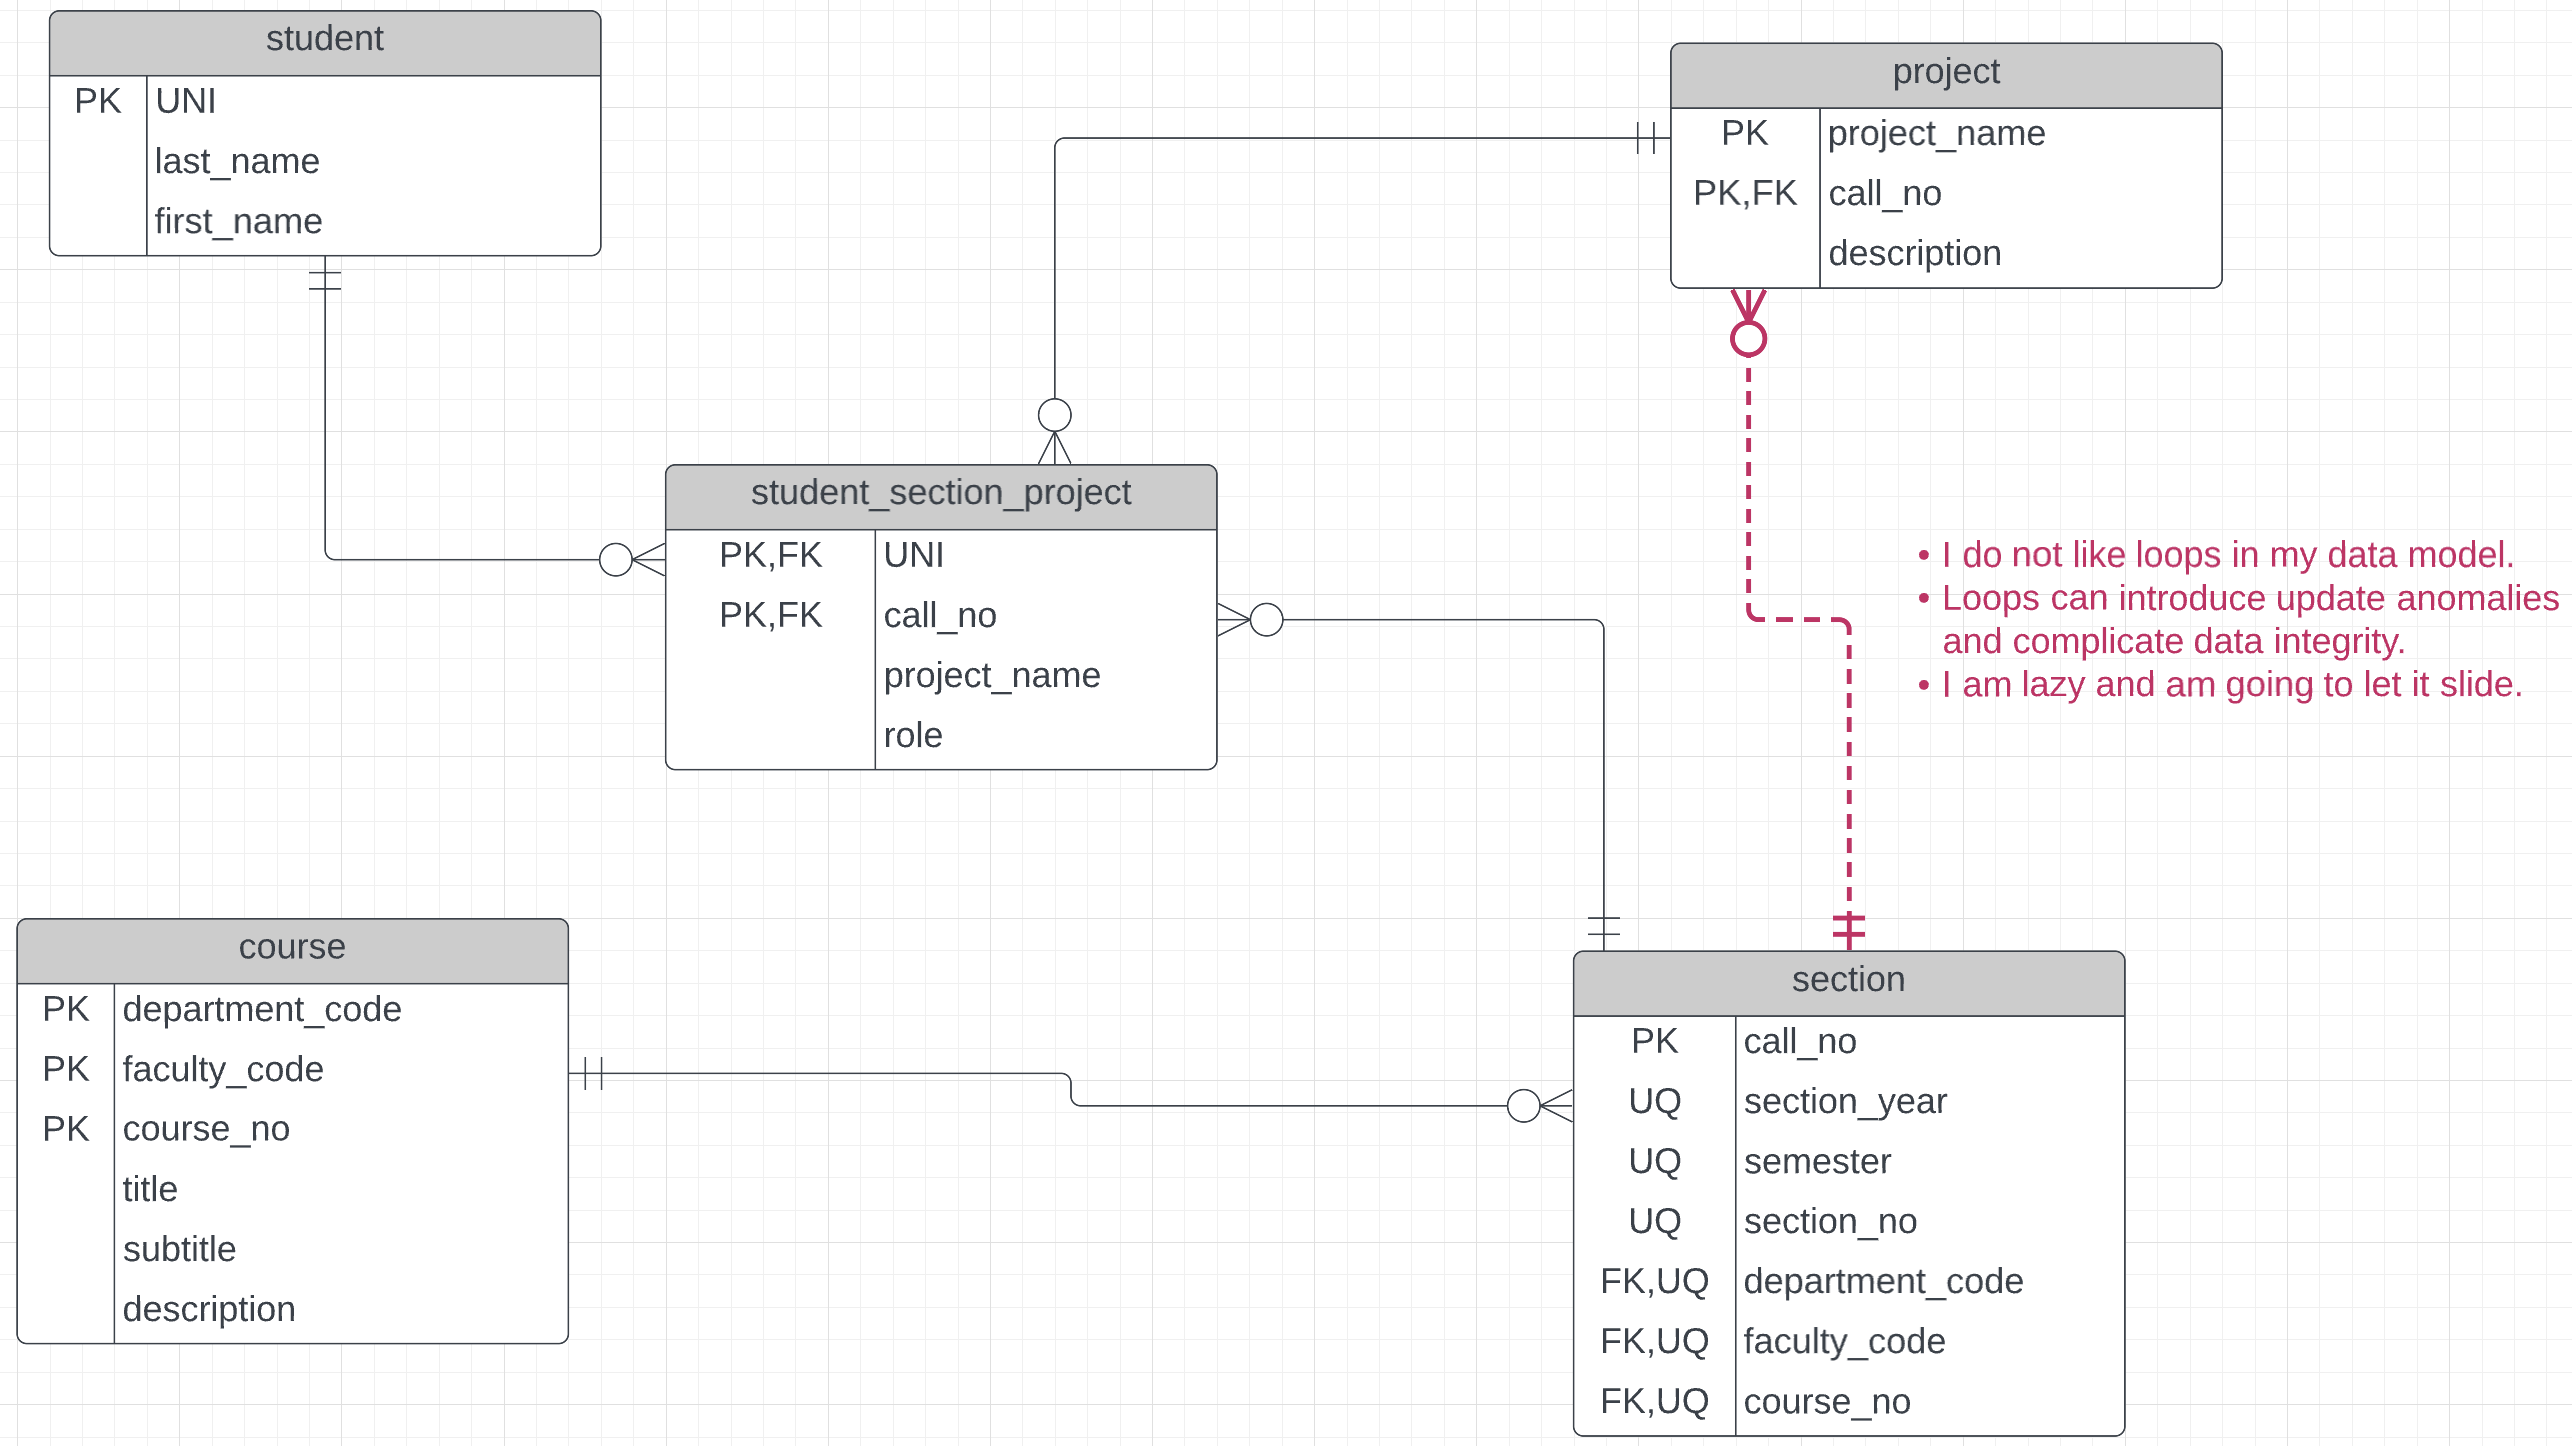 student
PK UNI
last_name
first_name
project
PK project_name
PK,FK call_no
description
student_section_project
PK,FK UNI
PK,FK call_no
project_name
role
• I do not like loops in my data model.
• Loops can introduce update anomalies
and complicate data integrity.
• I am lazy and am going to let it slide.
course
PK department_code
PK faculty_code
PK course_no
title
subtitle
description
section
PK call_no
UQ section_year
UQ semester
UQ section_no
FK,UQ department_code
FK,UQ faculty_code
FK,UQ course_no